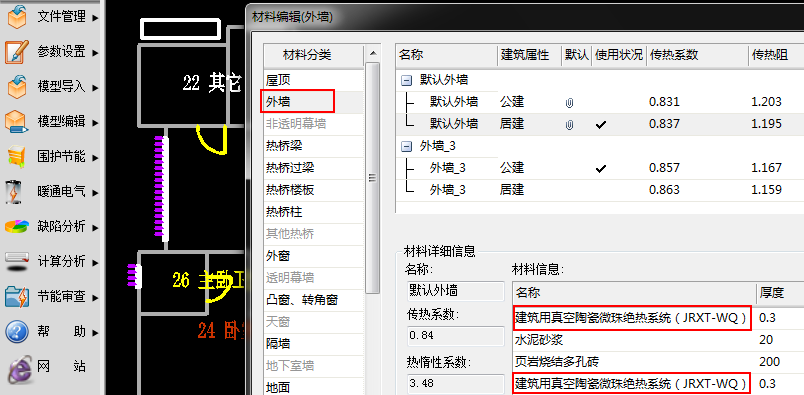 文件管理
参数设置
模型导入
模型编辑
围护节能
暖通电气
缺陷分析
计算分析
节能审查
帮 助
网 站
22 其它
26 主卧卫
24 卧室
材料编辑(外墙)
材料分类
屋顶
外墙
非透明幕墙
热桥梁
热桥过梁
热桥楼板
热桥柱
其他热桥
外窗
透明幕墙
凸窗、转角窗
天窗
隔墙
地下室墙
地面
名称 建筑属性 默认 使用状况 传热系数 传热阻
默认外墙
默认外墙 公建 0.831 1.203
默认外墙 居建 ✓ 0.837 1.195
外墙_3
外墙_3 公建 ✓ 0.857 1.167
外墙_3 居建 0.863 1.159
材料详细信息
名称:
默认外墙
传热系数:
0.84
热惰性系数:
3.48
材料信息:
名称 厚度
建筑用真空陶瓷微珠绝热系统（JRXT-WQ） 0.3
水泥砂浆 20
页岩烧结多孔砖 200
建筑用真空陶瓷微珠绝热系统（JRXT-WQ） 0.3